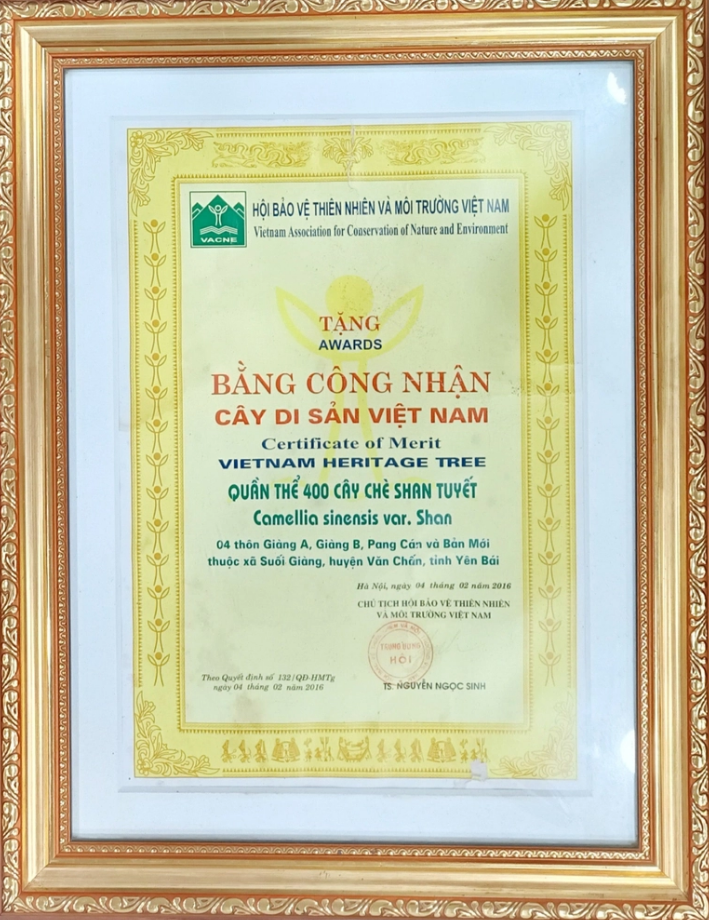 HỘI BẢO VỆ THIÊN NHIÊN VÀ MÔI TRƯỜNG VIỆT NAM
Vietnam Association for Conservation of Nature and Environment
VACNE
TẶNG
AWARDS
BẰNG CÔNG NHẬN
CÂY DI SẢN VIỆT NAM
Certificate of Merit
VIETNAM HERITAGE TREE
QUẦN THỂ 400 CÂY CHÈ SHAN TUYẾT
Camellia sinensis var. Shan
04 thôn Giàng A, Giàng B, Pang Cáng và Bản Mới
thuộc xã Suối Giàng, huyện Văn Chấn, tỉnh Yên Bái
Hà Nội, ngày 04 tháng 02 năm 2016
CHỦ TỊCH HỘI BẢO VỆ THIÊN NHIÊN
VÀ MÔI TRƯỜNG VIỆT NAM
TRUNG ƯƠNG
HỘI
Theo Quyết định số 132/QĐ-HMTg
ngày 04 tháng 02 năm 2016
TS. NGUYỄN NGỌC SINH